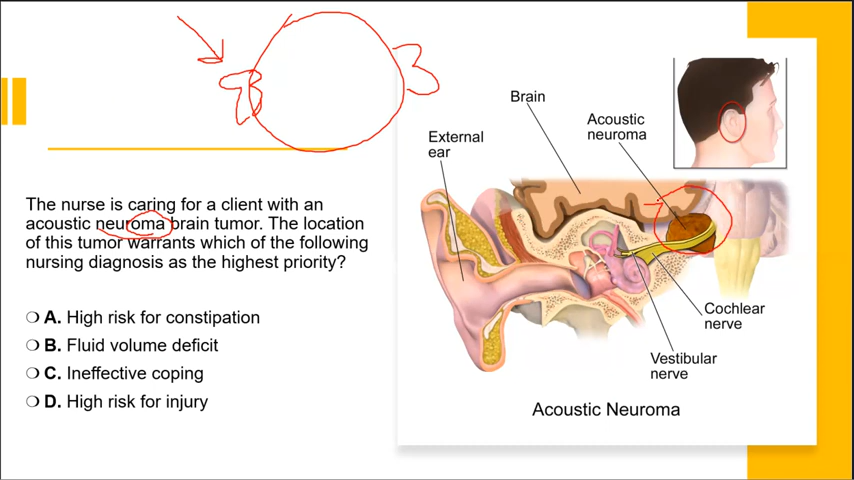 The nurse is caring for a client with an
acoustic neuroma brain tumor. The location
of this tumor warrants which of the following
nursing diagnosis as the highest priority?
A. High risk for constipation
B. Fluid volume deficit
C. Ineffective coping
D. High risk for injury
Brain
Acoustic
neuroma
External
ear
Cochlear
nerve
Vestibular
nerve
Acoustic Neuroma